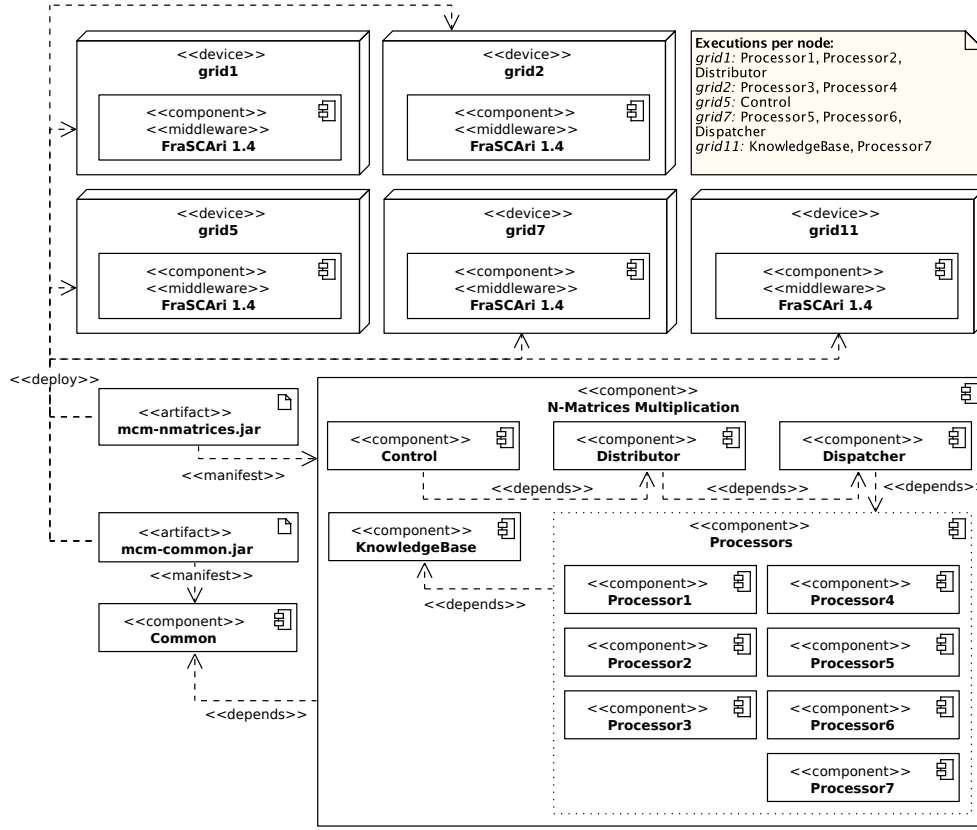 <<device>>
grid1
<<component>>
<<middleware>>
FraSCAri 1.4
<<device>>
grid2
<<component>>
<<middleware>>
FraSCAri 1.4
Executions per node:
grid1: Processor1, Processor2,
Distributor
grid2: Processor3, Processor4
grid5: Control
grid7: Processor5, Processor6,
Dispatcher
grid11: KnowledgeBase, Processor7
<<device>>
grid5
<<component>>
<<middleware>>
FraSCAri 1.4
<<device>>
grid7
<<component>>
<<middleware>>
FraSCAri 1.4
<<device>>
grid11
<<component>>
<<middleware>>
FraSCAri 1.4
<<deploy>>
<<artifact>>
mcm-nmatrices.jar
<<manifest>>
<<component>>
N-Matrices Multiplication
<<component>>
Control
<<component>>
Distributor
<<component>>
Dispatcher
<<depends>>
<<depends>>
<<depends>>
<<artifact>>
mcm-common.jar
<<manifest>>
<<component>>
Common
<<depends>>
<<component>>
KnowledgeBase
<<depends>>
<<component>>
Processors
<<component>>
Processor1
<<component>>
Processor4
<<component>>
Processor2
<<component>>
Processor5
<<component>>
Processor3
<<component>>
Processor6
<<component>>
Processor7